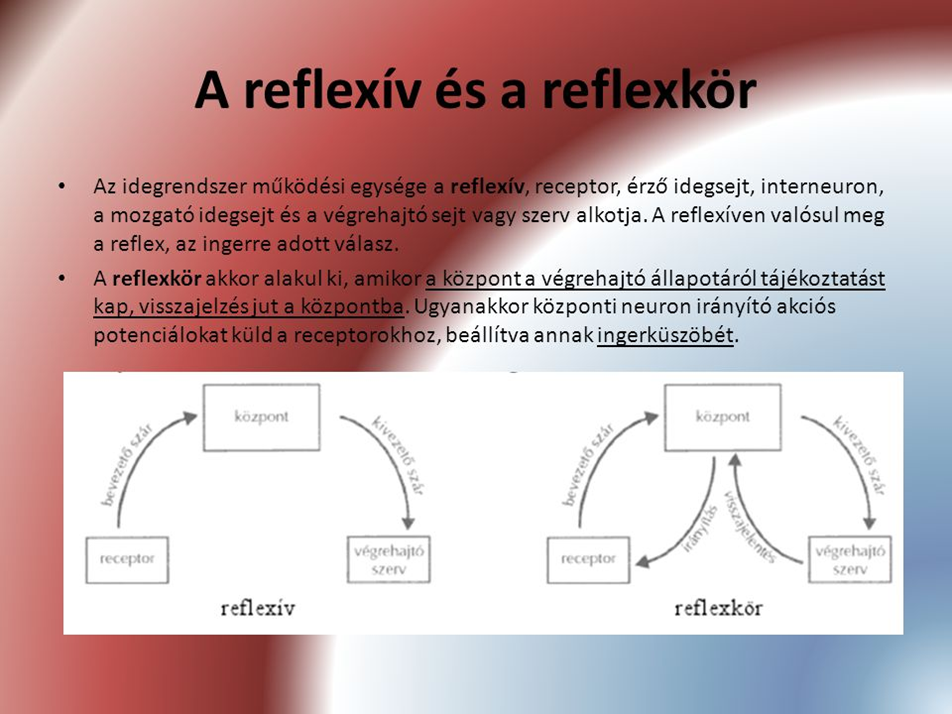 A reflexív és a reflexkör
• Az idegrendszer működési egysége a reflexív, receptor, érző idegsejt, interneuron,
a mozgató idegsejt és a végrehajtó sejt vagy szerv alkotja. A reflexíven valósul meg
a reflex, az ingerre adott válasz.
• A reflexkör akkor alakul ki, amikor a központ a végrehajtó állapotáról tájékoztatást
kap, visszajelzés jut a központba. Ugyanakkor központi neuron irányító akciós
potenciálokat küld a receptorokhoz, beállítva annak ingerküszöbét.
központ
bevezető szár
kivezető szár
receptor
végrehajtó
szerv
reflexív
központ
bevezető szár
kivezető szár
irányílás
visszajelentés
receptor
végrehajtó
szerv
reflexkör